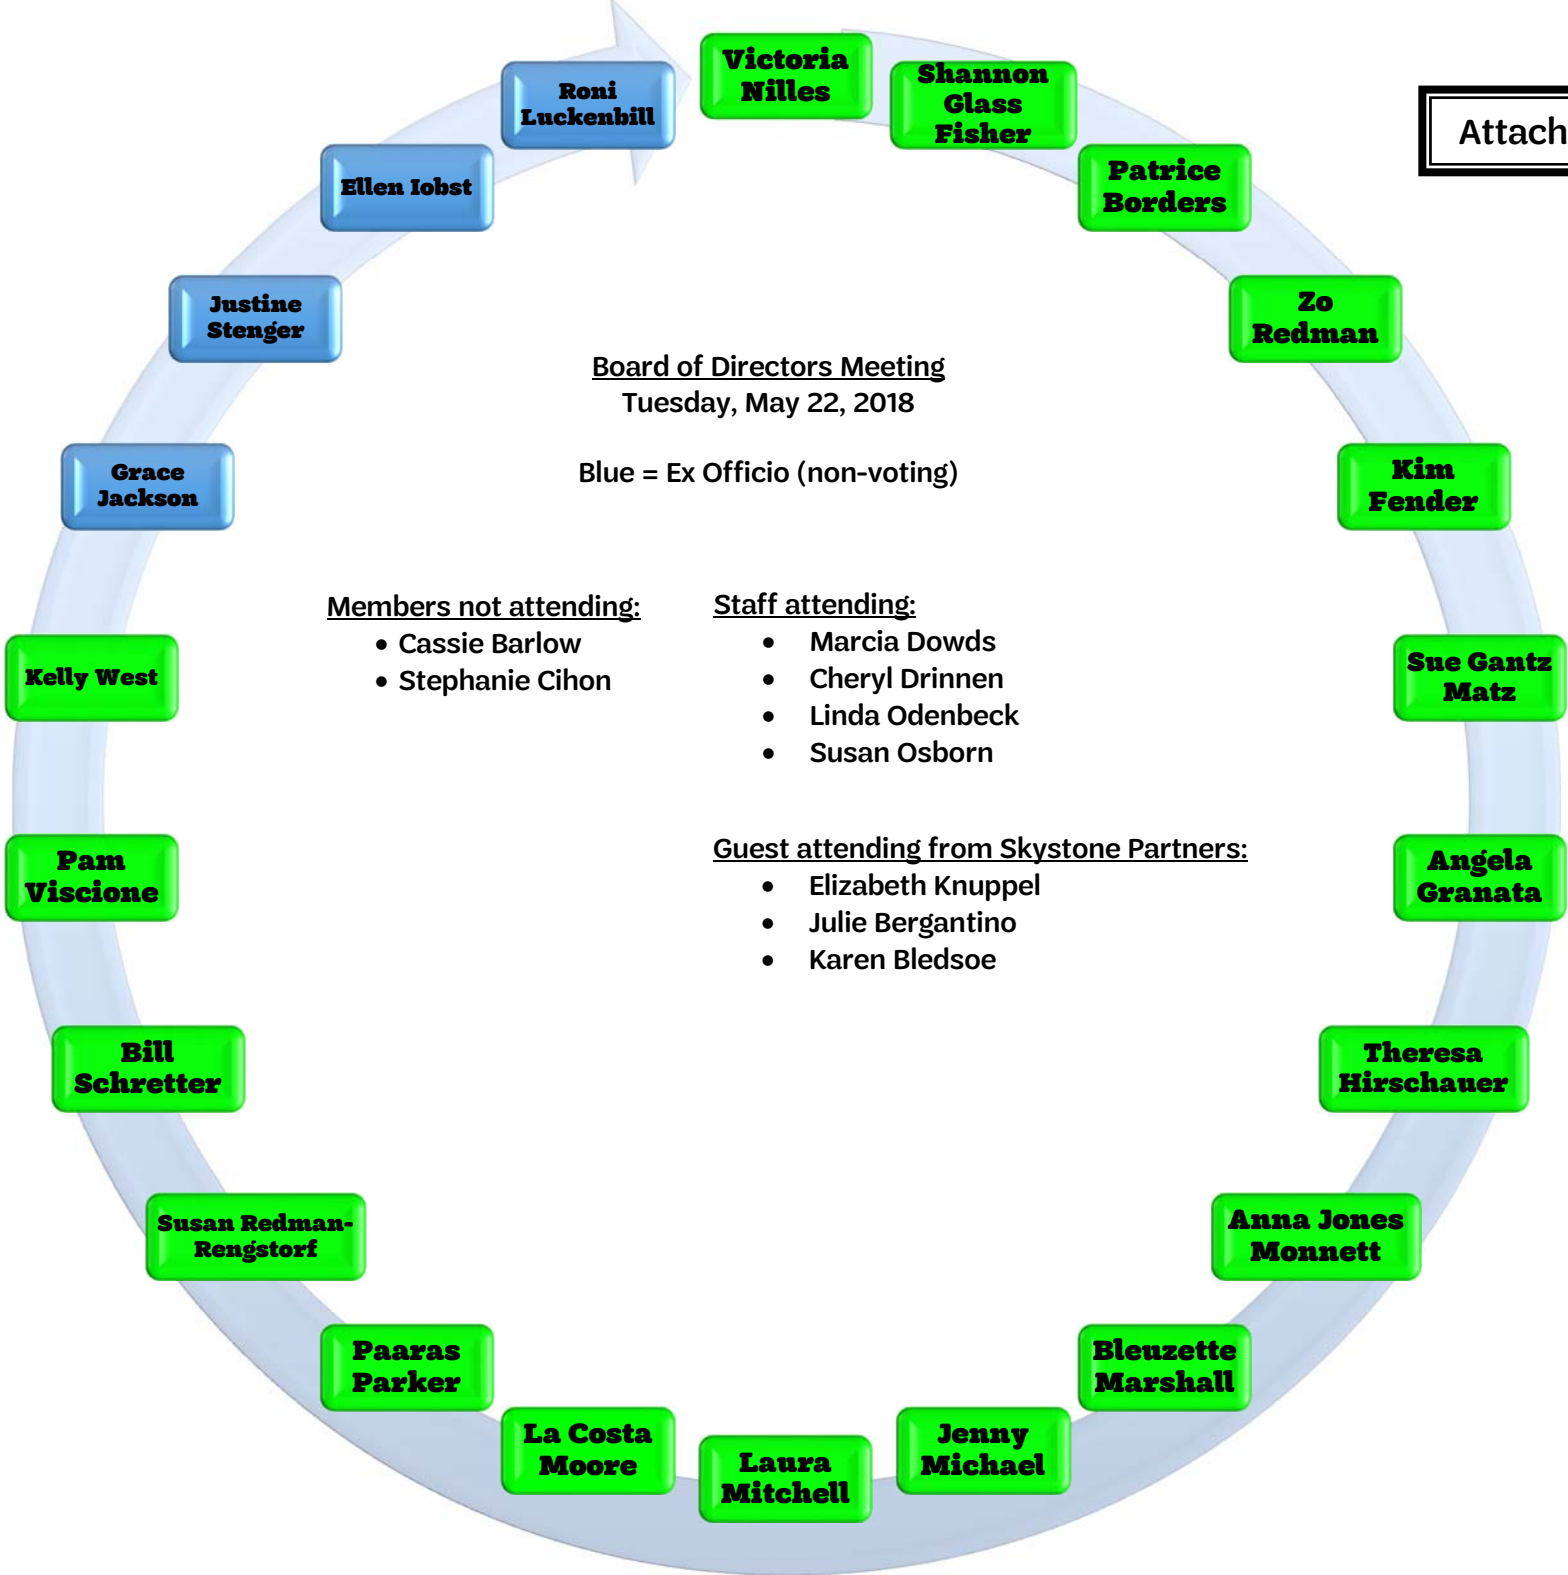 Victoria
Nilles
Shannon
Glass
Fisher
Patrice
Borders
Zo
Redman
Kim
Fender
Sue Gantz
Matz
Angela
Granata
Theresa
Hirschauer
Anna Jones
Monnett
Bleuzette
Marshall
Jenny
Michael
Laura
Mitchell
La Costa
Moore
Paaras
Parker
Susan Redman-
Rengstorf
Bill
Schretter
Pam
Viscione
Kelly West
Grace
Jackson
Justine
Stenger
Ellen Iobst
Roni
Luckenbill
Attach
Board of Directors Meeting
Tuesday, May 22, 2018
Blue = Ex Officio (non-voting)
Members not attending:
• Cassie Barlow
• Stephanie Cihon
Staff attending:
• Marcia Dowds
• Cheryl Drinnen
• Linda Odenbeck
• Susan Osborn
Guest attending from Skystone Partners:
• Elizabeth Knuppel
• Julie Bergantino
• Karen Bledsoe